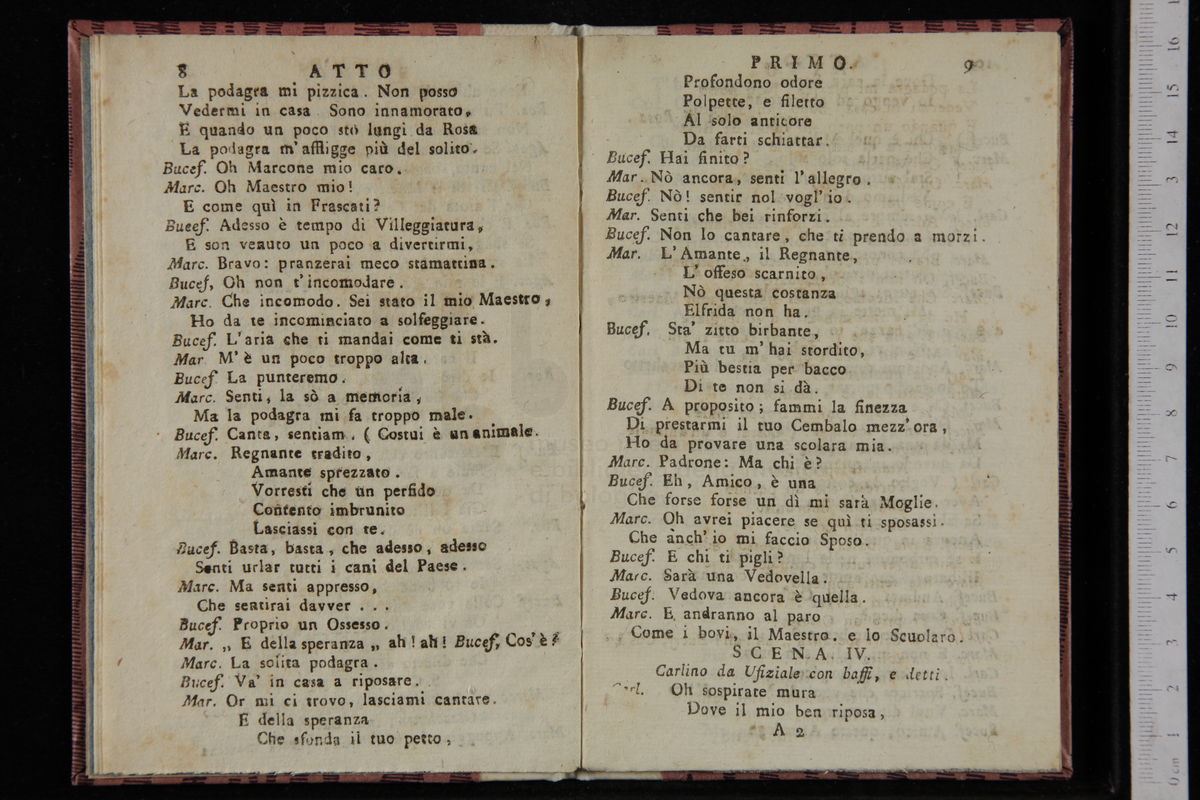 8 ATTO
La podagra mi pizzica. Non posso
Vedermi in casa Sono innamorato,
E quando un poco stò lungi da Rosa
La podagra m'affligge più del solito.
Bucef. Oh Marcone mio caro.
Marc. Oh Maestro mio!
E come quì in Frascati?
Bueef. Adesso è tempo di Villeggiatura,
E son venuto un poco a divertirmi,
Marc. Bravo: pranzerai meco stamattina.
Bucef, Oh non t'incomodare.
Marc. Che incomodo. Sei stato il mio Maestro,
Ho da te incominciato a solfeggiare.
Bucef. L'aria che ti mandai come ti stà.
Mar M'è un poco troppo alta.
Bucef La punteremo.
Marc. Senti, la sò a memoria,
Ma la podagra mi fa troppo male.
Bucef. Canta, sentiam. ( Costui è un animale.
Marc. Regnante tradito,
Amante sprezzato.
Vorresti che un perfido
Contento imbrunito
Lasciassi con te.
Bucef. Basta, basta, che adesso, adesso
Senti urlar tutti i cani del Paese.
Marc. Ma senti appresso,
Che sentirai davver . . .
Bucef. Proprio un Ossesso.
Mar. „ E della speranza „ ah! ah! Bucef, Cos'è?
Marc. La solita podagra.
Bucef. Va' in casa a riposare.
Mar. Or mi ci trovo, lasciami cantare.
E della speranza
Che sfonda il tuo petto,
PRIMO. 9
Profondono odore
Polpette, e filetto
Al solo anticore
Da farti schiattar.
Bucef. Hai finito?
Mar. Nò ancora, senti l'allegro.
Bucef. Nò! sentir nol vogl'io.
Mar. Senti che bei rinforzi.
Bucef. Non lo cantare, che ti prendo a morzi.
Mar. L'Amante, il Regnante,
L'offeso scarnito,
Nò questa costanza
Elfrida non ha.
Bucef. Sta' zitto birbante,
Ma tu m'hai stordito,
Più bestia per bacco
Di te non si dà.
Bucef. A proposito; fammi la finezza
Di prestarmi il tuo Cembalo mezz'ora,
Ho da provare una scolara mia.
Marc. Padrone: Ma chi è?
Bucef. Eh, Amico, è una
Che forse forse un dì mi sarà Moglie.
Marc. Oh avrei piacere se quì ti sposassi.
Che ànch'io mi faccio Sposo.
Bucef. E chi ti pigli?
Marc. Sarà una Vedovella.
Bucef. Vedova ancora è quella.
Marc. E andranno al paro
Come i bovi, il Maestro. e lo Scuolaro.
SCENA. IV.
Carlino da Ufiziale con baffi, e detti.
Carl. Oh sospirate mura
Dove il mio ben riposa,
A 2